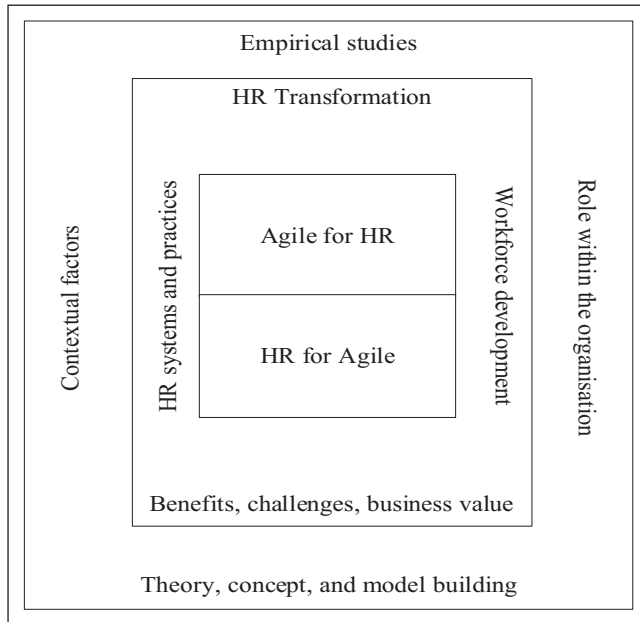 Empirical studies
HR Transformation
Contextual factors
HR systems and practices
Agile for HR
HR for Agile
Workforce development
Role within the organisation
Benefits, challenges, business value
Theory, concept, and model building